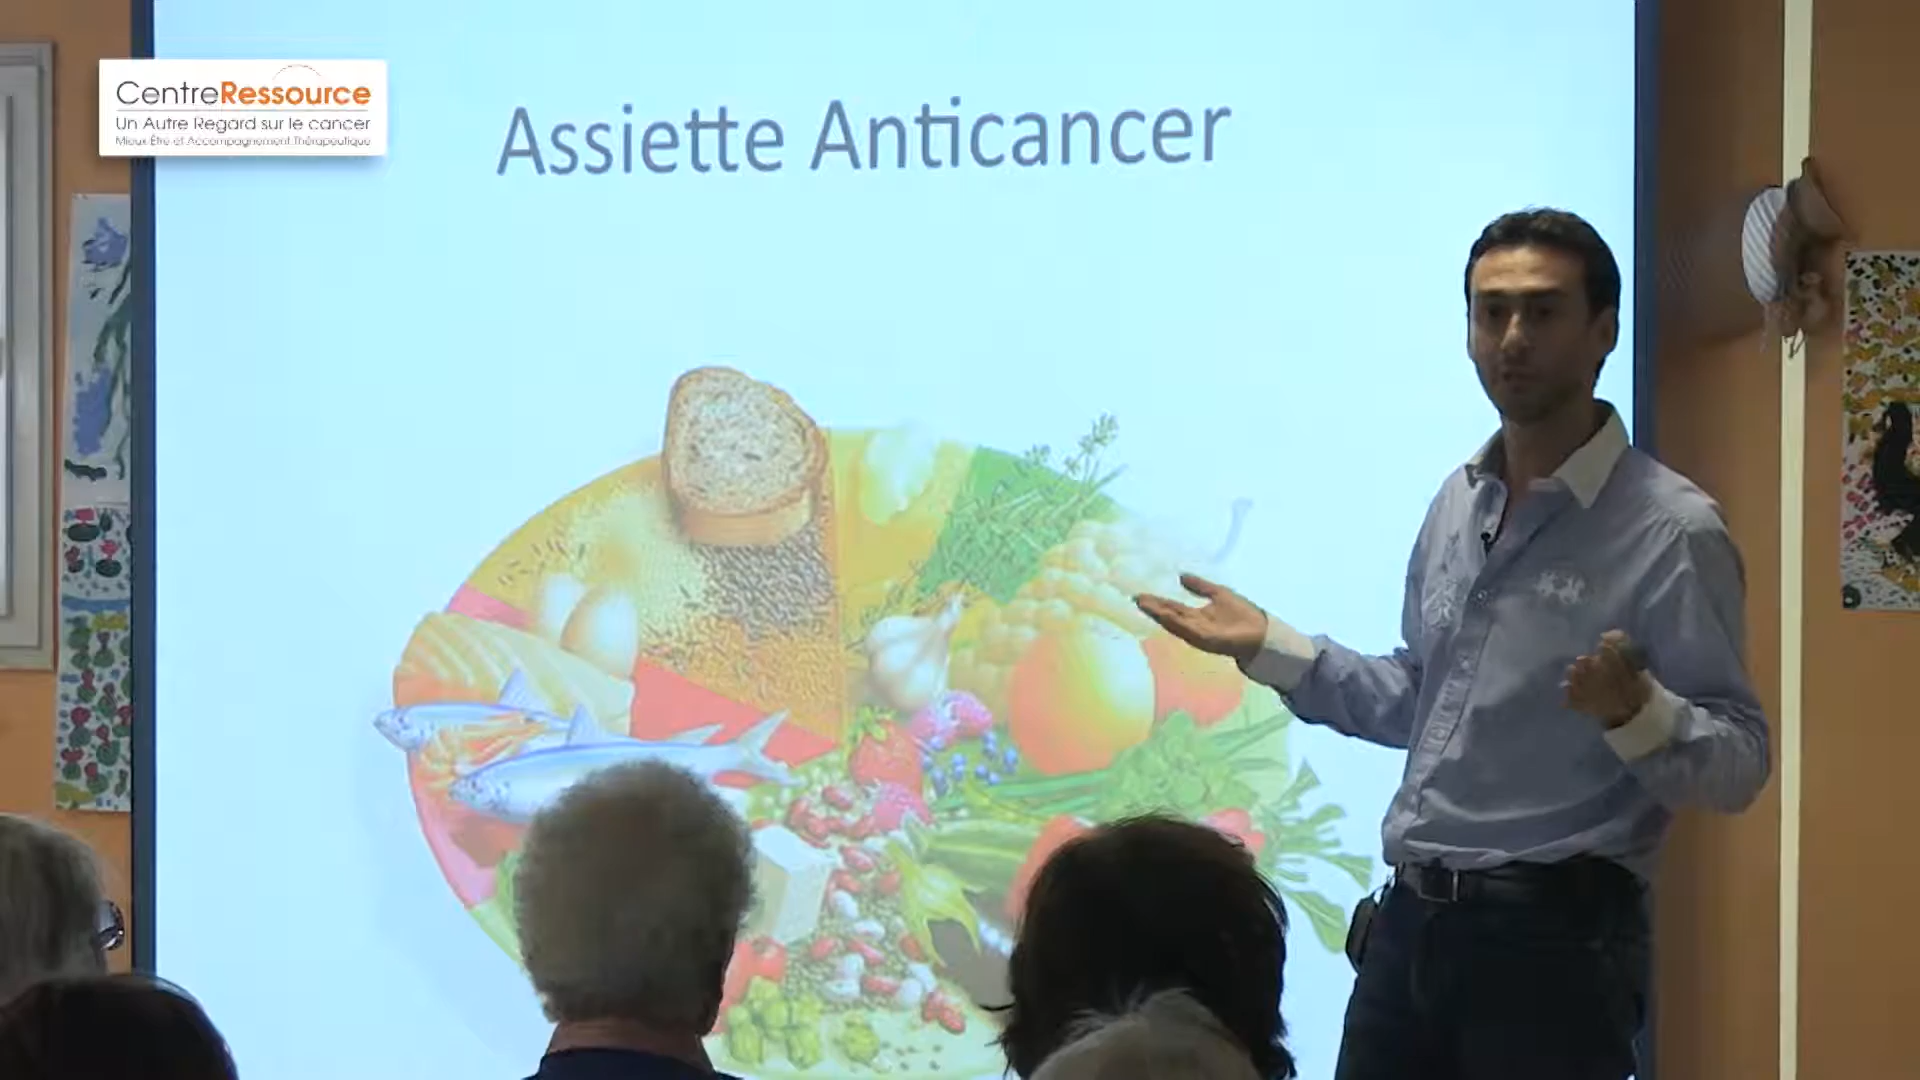 CentreRessource
Un Autre Regard sur le cancer
Mieux-Être et Accompagnement Thérapeutique
Assiette Anticancer